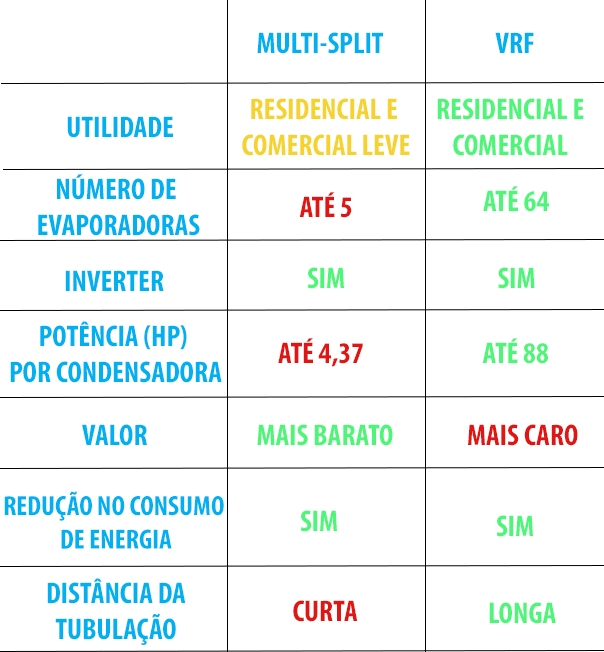 MULTI-SPLIT VRF
UTILIDADE
RESIDENCIAL E
COMERCIAL LEVE
RESIDENCIAL E
COMERCIAL
NÚMERO DE
EVAPORADORAS
ATÉ 5
ATÉ 64
INVERTER
SIM
SIM
POTÊNCIA (HP)
POR CONDENSADORA
ATÉ 4,37
ATÉ 88
VALOR
MAIS BARATO
MAIS CARO
REDUÇÃO NO CONSUMO
DE ENERGIA
SIM
SIM
DISTÂNCIA DA
TUBULAÇÃO
CURTA
LONGA